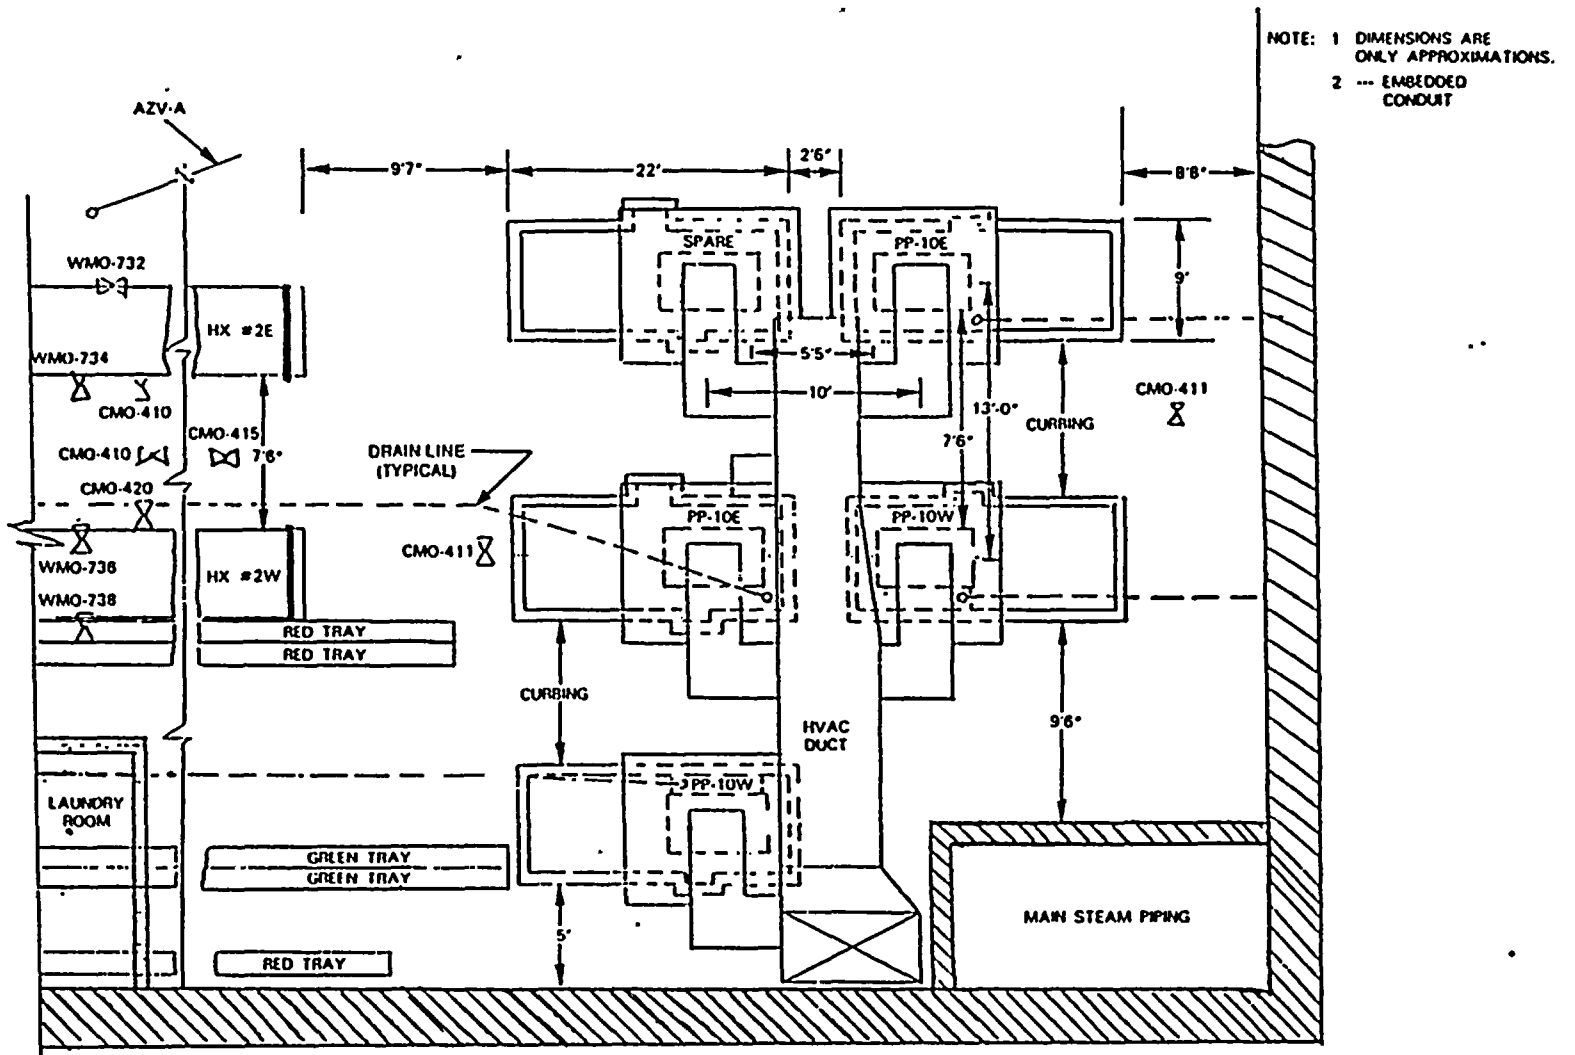 NOTE: 1 DIMENSIONS ARE
ONLY APPROXIMATIONS.
2 --- EMBEDDED
CONDUIT
AZV-A
9'7"
22'
2'6"
8'6"
WMO-732
SPARE
PP-10E
9'
HX #2E
WMO-734
5'5"
CMO-410
10'
13'-0"
CMO-411
CURBING
CMO-415
7'6"
CMO-410
7'6"
DRAIN LINE
(TYPICAL)
CMO-420
PP-10E
PP-10W
CMO-411
WMO-736
HX #2W
WMO-738
RED TRAY
RED TRAY
CURBING
9'6"
HVAC
DUCT
PP-10W
LAUNDRY
ROOM
GREEN TRAY
GREEN TRAY
MAIN STEAM PIPING
5'
RED TRAY